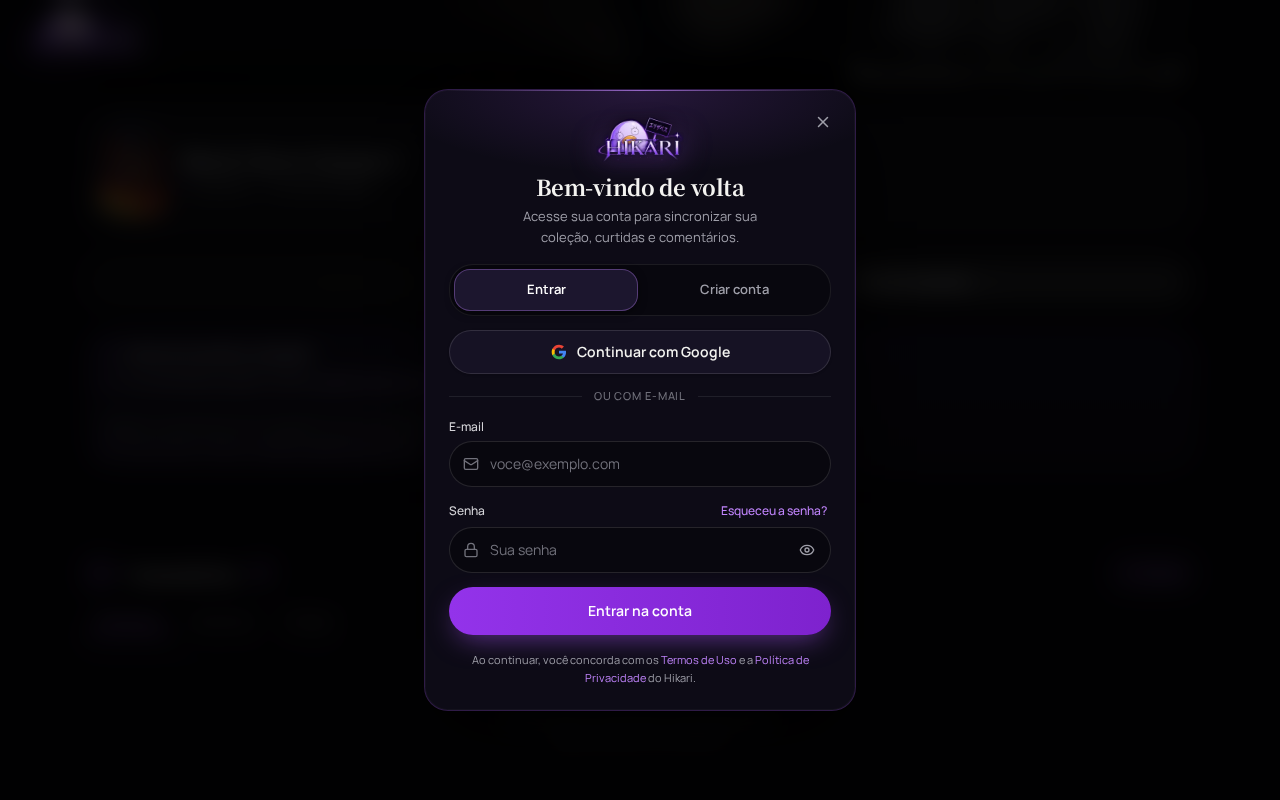 HIKARI
Bem-vindo de volta
Acesse sua conta para sincronizar sua
coleção, curtidas e comentários.
Entrar
Criar conta
Continuar com Google
OU COM E-MAIL
E-mail
voce@exemplo.com
Senha
Esqueceu a senha?
Sua senha
Entrar na conta
Ao continuar, você concorda com os Termos de Uso e a Política de
Privacidade do Hikari.